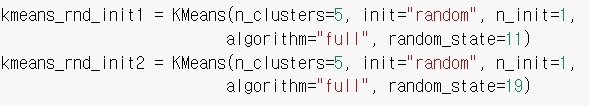 kmeans_rnd_init1 = KMeans(n_clusters=5, init="random", n_init=1,
algorithm="full", random_state=11)
kmeans_rnd_init2 = KMeans(n_clusters=5, init="random", n_init=1,
algorithm="full", random_state=19)